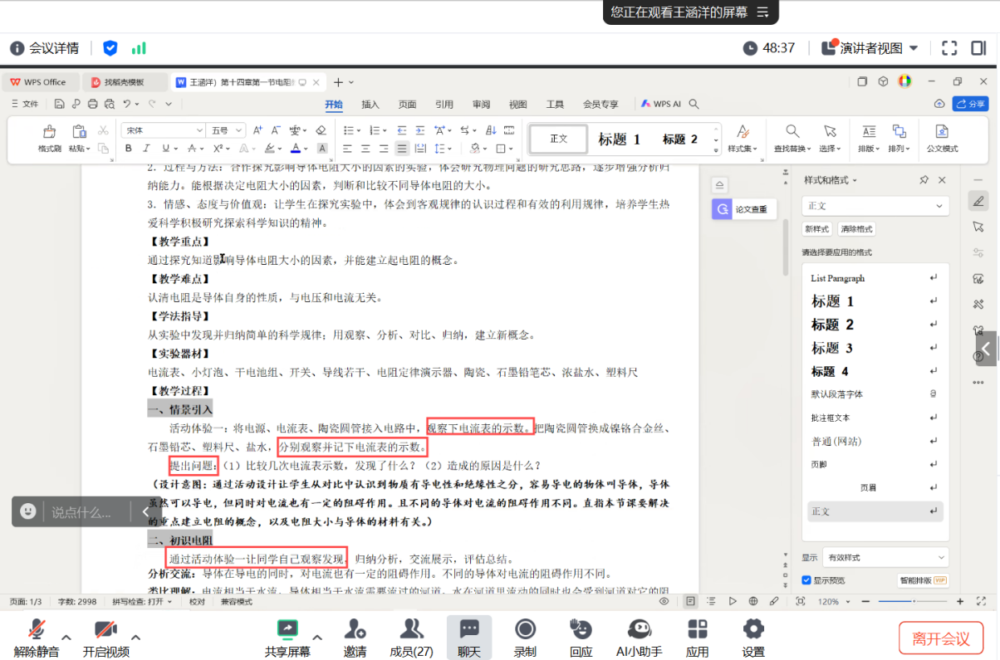 您正在观看王涵洋的屏幕
会议详情
48:37
演讲者视图
WPS Office
找稻壳模板
王涵洋）第十四章第一节电阻
文件
开始
插入
页面
引用
审阅
视图
工具
会员专享
WPS AI
分享
格式刷
粘贴
宋体
五号
正文
标题 1
标题 2
样式集
查找替换
选择
排版
排列
公文模式
2. 过程与方法：合作探究影响导体电阻大小的因素的实验，体会研究物理问题的研究思路，逐步增强分析归
纳能力。能根据决定电阻大小的因素，判断和比较不同导体电阻的大小。
3. 情感、态度与价值观：让学生在探究实验中，体会到客观规律的认识过程和有效的利用规律，培养学生热
爱科学积极研究探索科学知识的精神。
【教学重点】
通过探究知道影响导体电阻大小的因素，并能建立起电阻的概念。
【教学难点】
认清电阻是导体自身的性质，与电压和电流无关。
【学法指导】
从实验中发现并归纳简单的科学规律；用观察、分析、对比、归纳，建立新概念。
【实验器材】
电流表、小灯泡、干电池组、开关、导线若干、电阻定律演示器、陶瓷、石墨铅笔芯、浓盐水、塑料尺
【教学过程】
一、情景引入
活动体验一：将电源、电流表、陶瓷圆管接入电路中，观察下电流表的示数。把陶瓷圆管换成镍铬合金丝、
石墨铅芯、塑料尺、盐水，分别观察并记下电流表的示数。
提出问题：（1）比较几次电流表示数，发现了什么？（2）造成的原因是什么？
（设计意图：通过活动设计让学生从对比中认识到物质有导电性和绝缘性之分，容易导电的物体叫导体，导体
虽然可以导电，但同时对电流也有一定的阻碍作用。且不同的导体对电流的阻碍作用不同。直指本节课要解决
的重点建立电阻的概念，以及电阻大小与导体的材料有关。）
二、初识电阻
通过活动体验一让同学自己观察发现，归纳分析，交流展示，评估总结。
分析交流：导体在导电的同时，对电流也有一定的阻碍作用。不同的导体对电流的阻碍作用不同。
类比理解：电流相当于水流，导体相当于水流需要流过的河道，水在河道里流动的同时也会受到河道对它的阻
论文查重
样式和格式
正文
新样式
清除格式
请选择要应用的格式
List Paragraph
标题 1
标题 2
标题 3
标题 4
默认段落字体
批注框文本
普通(网站)
页脚
页眉
正文
显示
有效样式
显示预览
智能排版
VIP
说点什么...
页面: 1/3
字数: 2998
拼写检查: 打开
校对
兼容模式
120%
解除静音
开启视频
共享屏幕
邀请
成员(27)
聊天
录制
回应
AI小助手
应用
设置
离开会议